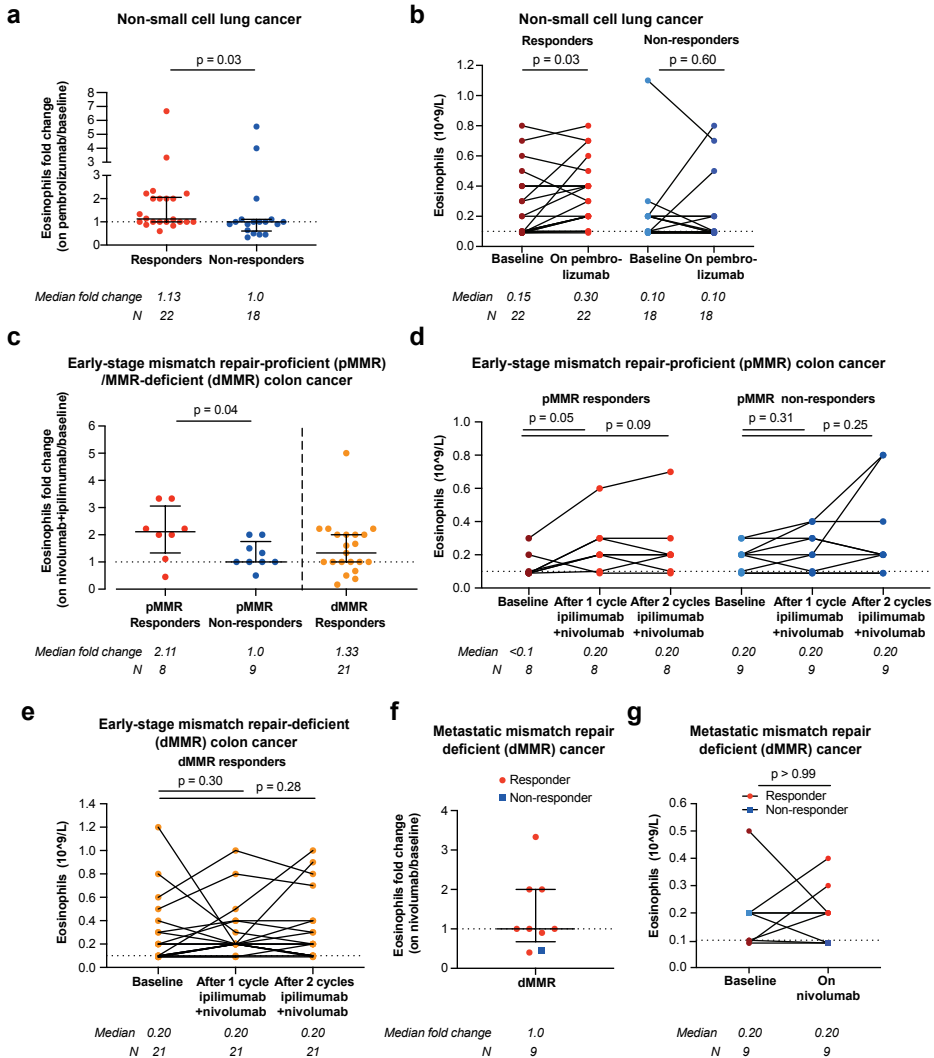 a
Non-small cell lung cancer
p = 0.03
Eosinophils fold change
(on pembrolizumab/baseline)
8
7
6
5
4
3
3
2
1
0
Responders Non-responders
Median fold change 1.13 1.0
N 22 18
b
Non-small cell lung cancer
Responders Non-responders
p = 0.03 p = 0.60
Eosinophils (10^9/L)
1.2
1.0
0.8
0.6
0.4
0.2
0.0
Baseline On pembro- Baseline On pembro-
lizumab lizumab
Median 0.15 0.30 0.10 0.10
N 22 22 18 18
c
Early-stage mismatch repair-proficient (pMMR)
/MMR-deficient (dMMR) colon cancer
p = 0.04
Eosinophils fold change
(on nivolumab+ipilimumab/baseline)
6
5
4
3
2
1
0
pMMR pMMR dMMR
Responders Non-responders Responders
Median fold change 2.11 1.0 1.33
N 8 9 21
d
Early-stage mismatch repair-proficient (pMMR) colon cancer
pMMR responders pMMR non-responders
p = 0.05 p = 0.31
p = 0.09 p = 0.25
Eosinophils (10^9/L)
1.0
0.8
0.6
0.4
0.2
0.0
Baseline After 1 cycle After 2 cycles Baseline After 1 cycle After 2 cycles
ipilimumab ipilimumab ipilimumab ipilimumab
+nivolumab +nivolumab +nivolumab +nivolumab
Median <0.1 0.20 0.20 0.20 0.20 0.20
N 8 8 8 9 9 9
e
Early-stage mismatch repair-deficient
(dMMR) colon cancer
dMMR responders
p = 0.30 p = 0.28
Eosinophils (10^9/L)
1.4
1.2
1.0
0.8
0.6
0.4
0.2
0.0
Baseline After 1 cycle After 2 cycles
ipilimumab ipilimumab
+nivolumab +nivolumab
Median 0.20 0.20 0.20
N 21 21 21
f
Metastatic mismatch repair
deficient (dMMR) cancer
Responder
Non-responder
Eosinophils fold change
(on nivolumab/baseline)
4
3
2
1
0
dMMR
Median fold change 1.0
N 9
g
Metastatic mismatch repair
deficient (dMMR) cancer
p > 0.99
Responder
Non-responder
Eosinophils (10^9/L)
0.6
0.5
0.4
0.3
0.2
0.1
0.0
Baseline On
nivolumab
Median 0.20 0.20
N 9 9